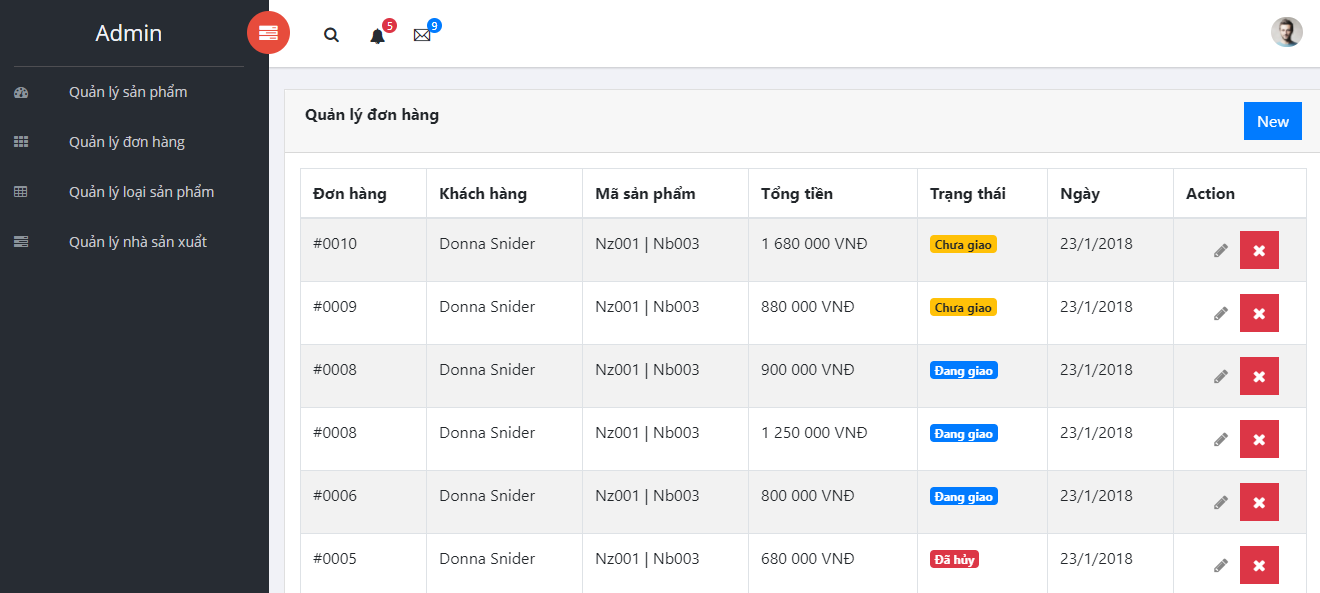 Admin
5
9
Quản lý sản phẩm
Quản lý đơn hàng
Quản lý loại sản phẩm
Quản lý nhà sản xuất
Quản lý đơn hàng
New
Đơn hàng Khách hàng Mã sản phẩm Tổng tiền Trạng thái Ngày Action
#0010 Donna Snider Nz001 | Nb003 1 680 000 VNĐ Chưa giao 23/1/2018
#0009 Donna Snider Nz001 | Nb003 880 000 VNĐ Chưa giao 23/1/2018
#0008 Donna Snider Nz001 | Nb003 900 000 VNĐ Đang giao 23/1/2018
#0008 Donna Snider Nz001 | Nb003 1 250 000 VNĐ Đang giao 23/1/2018
#0006 Donna Snider Nz001 | Nb003 800 000 VNĐ Đang giao 23/1/2018
#0005 Donna Snider Nz001 | Nb003 680 000 VNĐ Đã hủy 23/1/2018